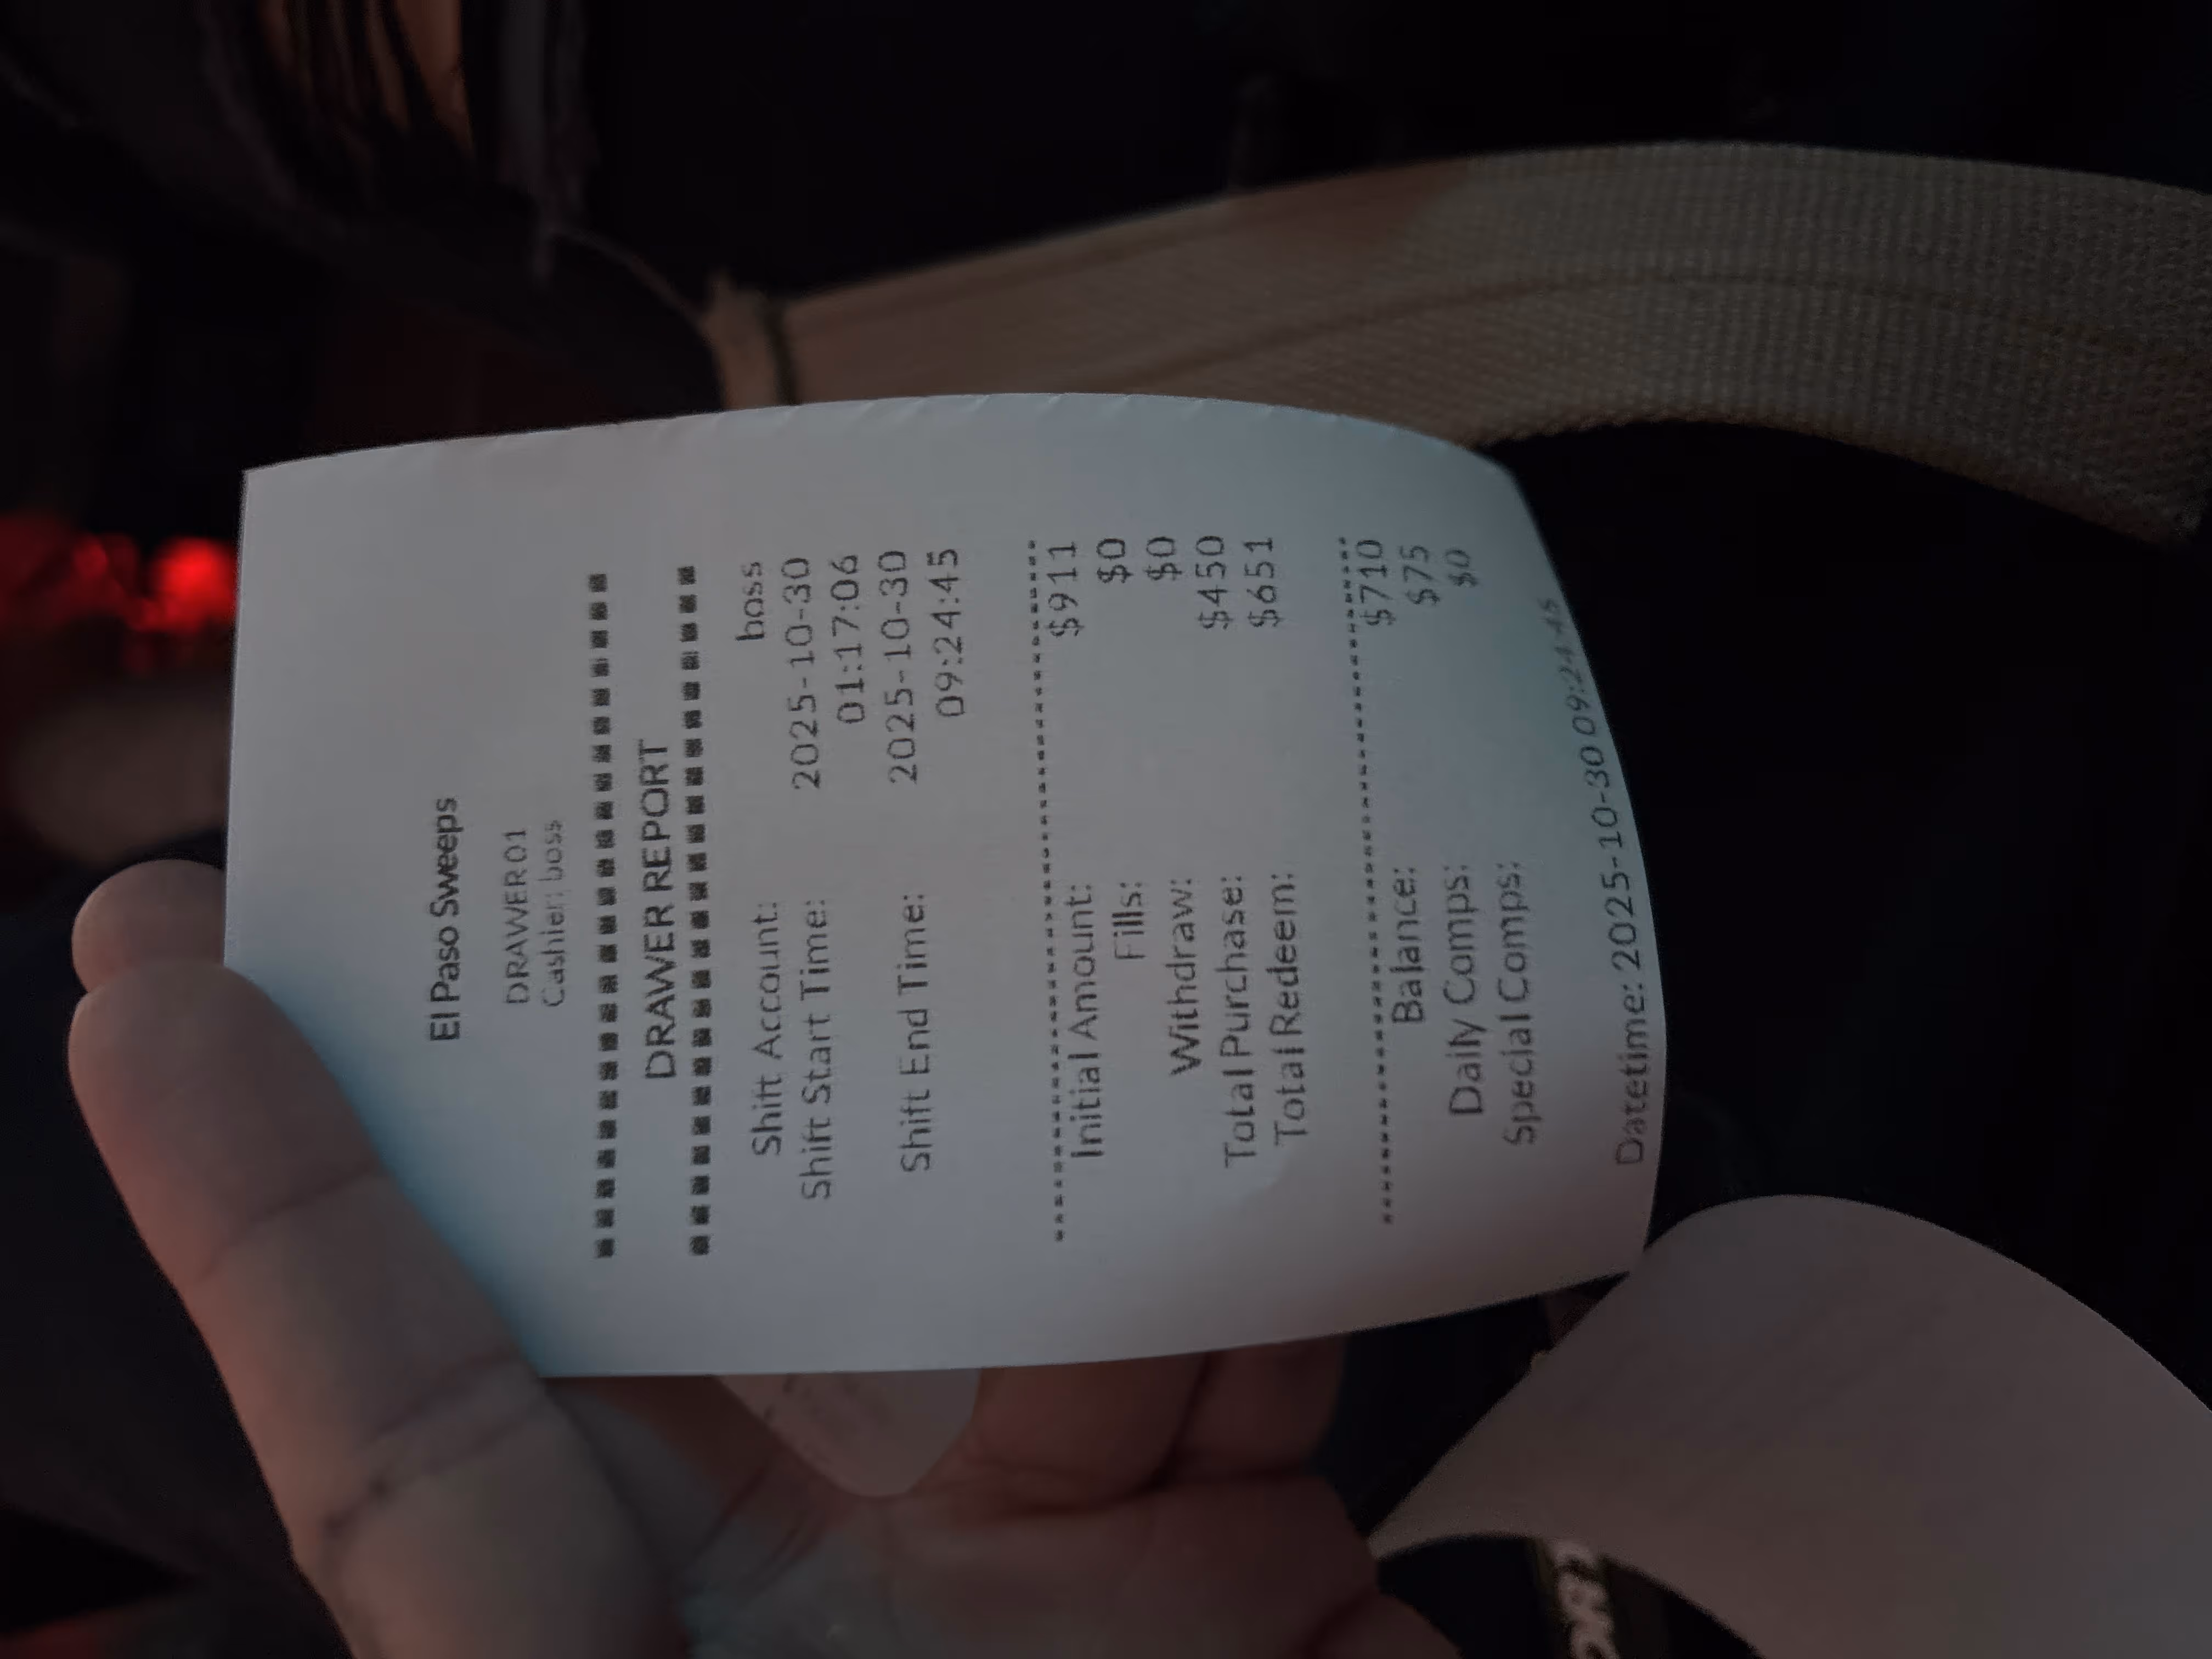 El Paso Sweeps
DRAWER01
Cashier: boss
DRAWER REPORT
Shift Account: boss
Shift Start Time: 2025-10-30
01:17:06
Shift End Time: 2025-10-30
09:24:45
Initial Amount: $911
Fills: $0
Withdraw: $0
Total Purchase: $450
Total Redeem: $651
Balance: $710
Daily Comps: $75
Special Comps: $0
Datetime: 2025-10-30 09:24:45